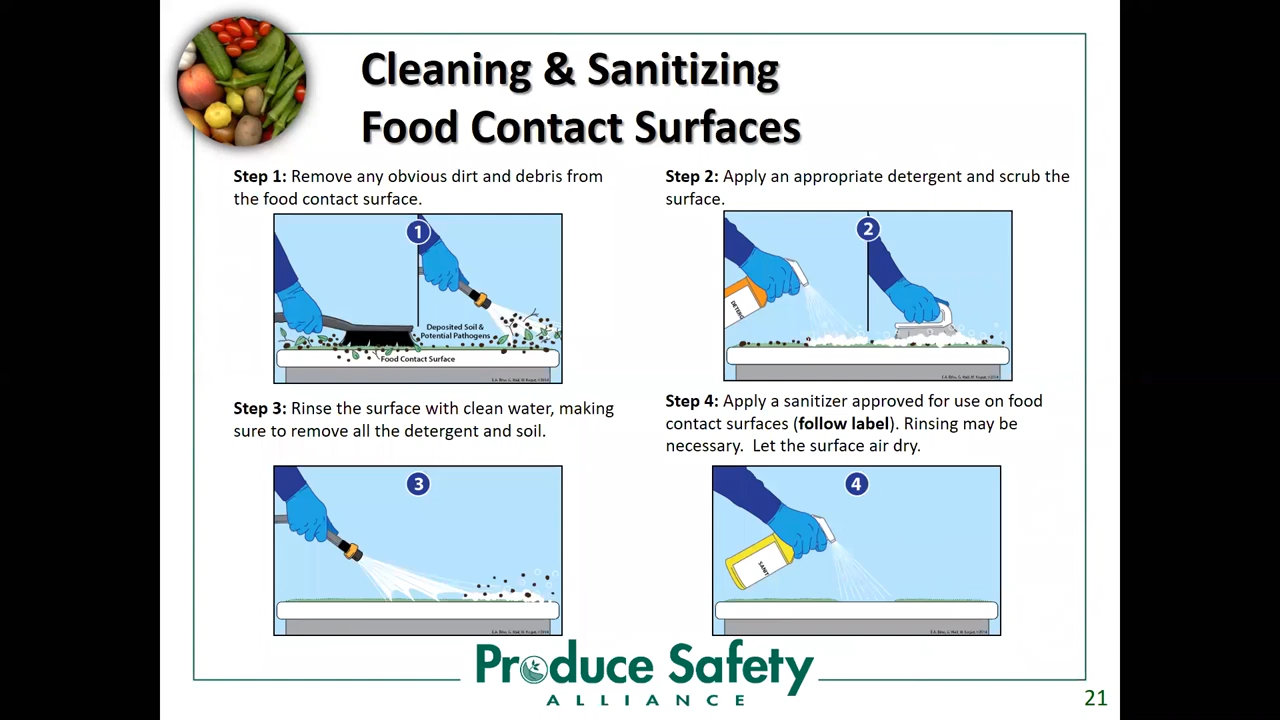 Cleaning & Sanitizing
Food Contact Surfaces
Step 1: Remove any obvious dirt and debris from
the food contact surface.
1
Deposited Soil &
Potential Pathogens
Food Contact Surface
Step 2: Apply an appropriate detergent and scrub the
surface.
2
Step 3: Rinse the surface with clean water, making
sure to remove all the detergent and soil.
3
Step 4: Apply a sanitizer approved for use on food
contact surfaces (follow label). Rinsing may be
necessary. Let the surface air dry.
4
Produce Safety
ALLIANCE
21